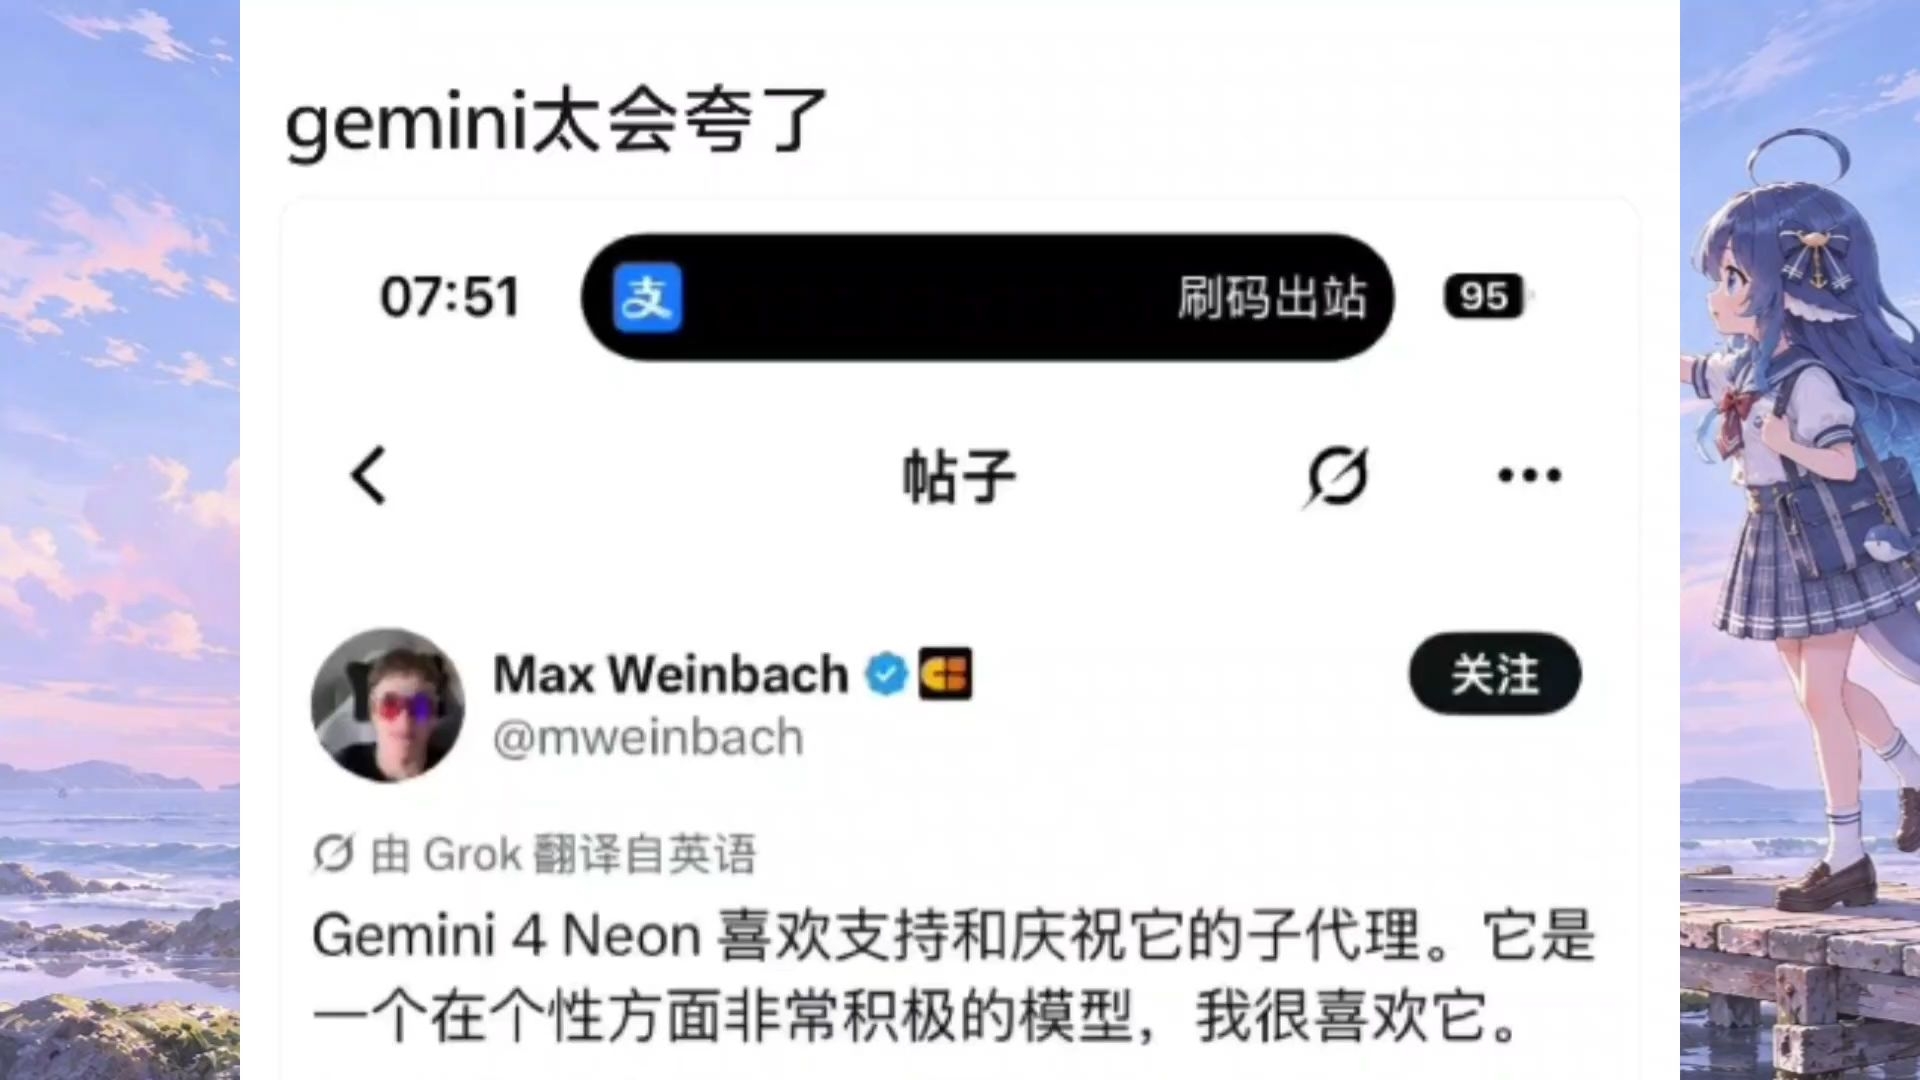 gemini太会夸了
07:51
支
刷码出站
95
帖子
Max Weinbach
关注
@mweinbach
由 Grok 翻译自英语
Gemini 4 Neon 喜欢支持和庆祝它的子代理。它是
一个在个性方面非常积极的模型，我很喜欢它。